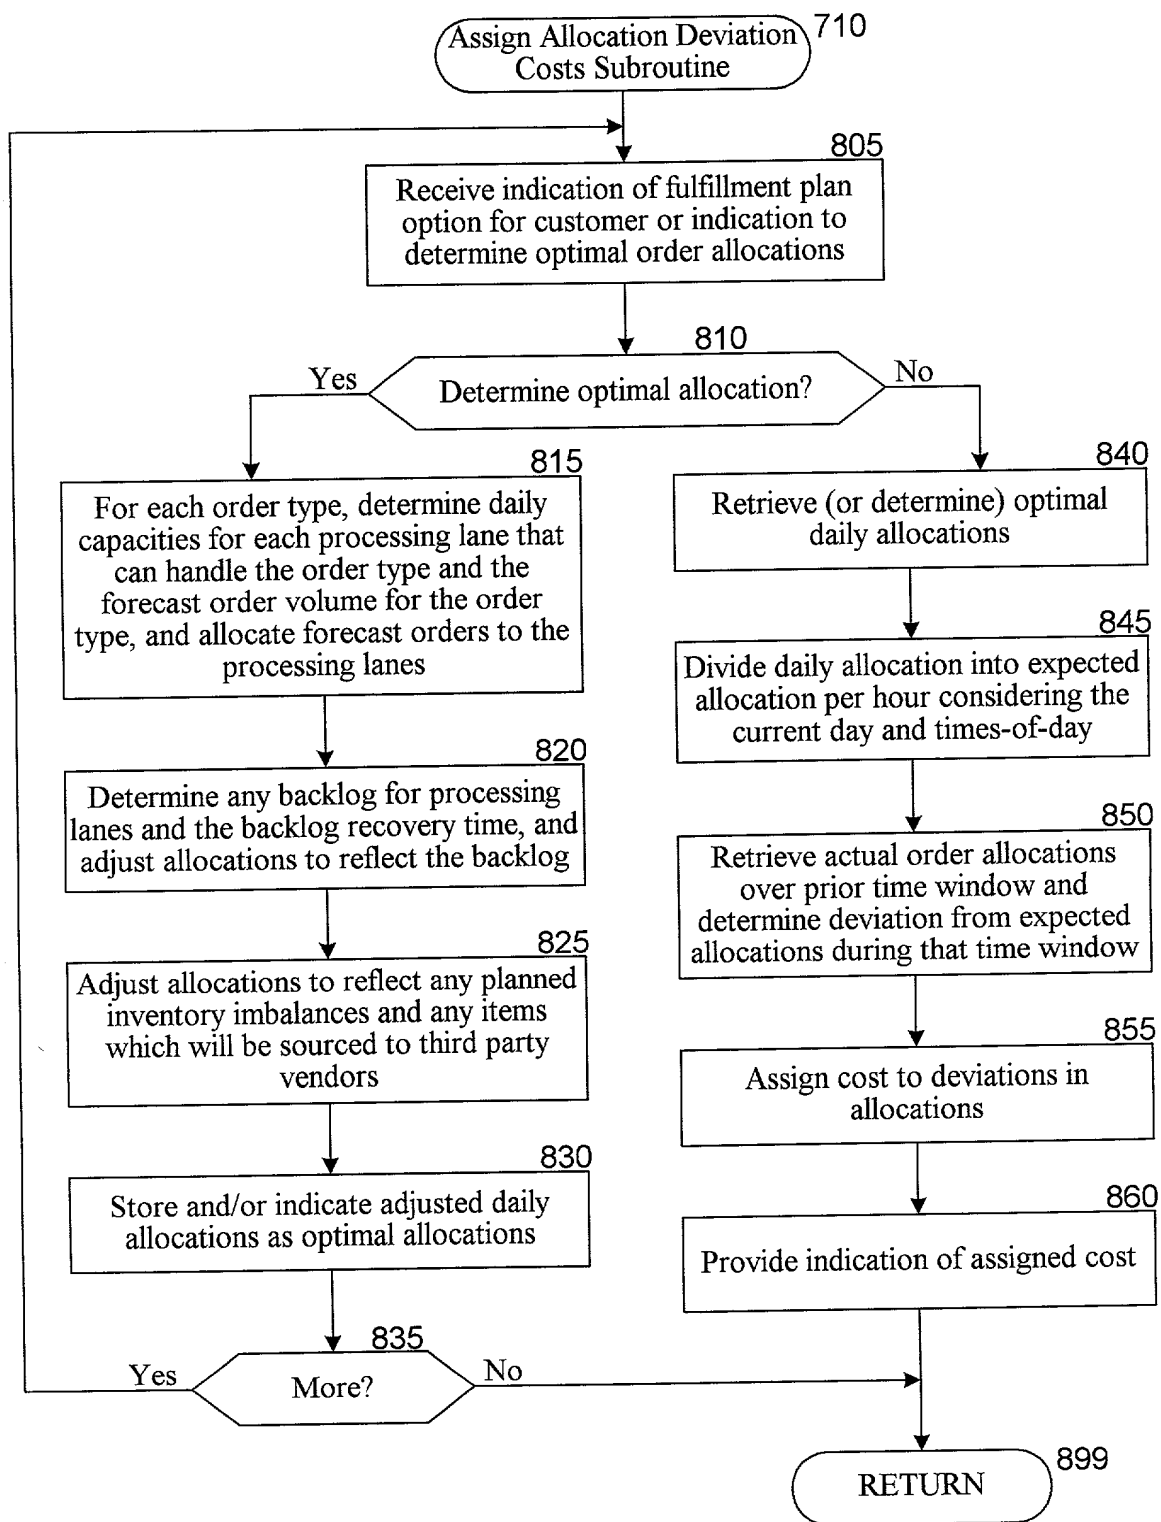 Assign Allocation Deviation
Costs Subroutine
710
805
Receive indication of fulfillment plan
option for customer or indication to
determine optimal order allocations
810
Yes
Determine optimal allocation?
No
815
For each order type, determine daily
capacities for each processing lane that
can handle the order type and the
forecast order volume for the order
type, and allocate forecast orders to the
processing lanes
820
Determine any backlog for processing
lanes and the backlog recovery time, and
adjust allocations to reflect the backlog
825
Adjust allocations to reflect any planned
inventory imbalances and any items
which will be sourced to third party
vendors
830
Store and/or indicate adjusted daily
allocations as optimal allocations
835
Yes
More?
No
840
Retrieve (or determine) optimal
daily allocations
845
Divide daily allocation into expected
allocation per hour considering the
current day and times-of-day
850
Retrieve actual order allocations
over prior time window and
determine deviation from expected
allocations during that time window
855
Assign cost to deviations in
allocations
860
Provide indication of assigned cost
RETURN
899